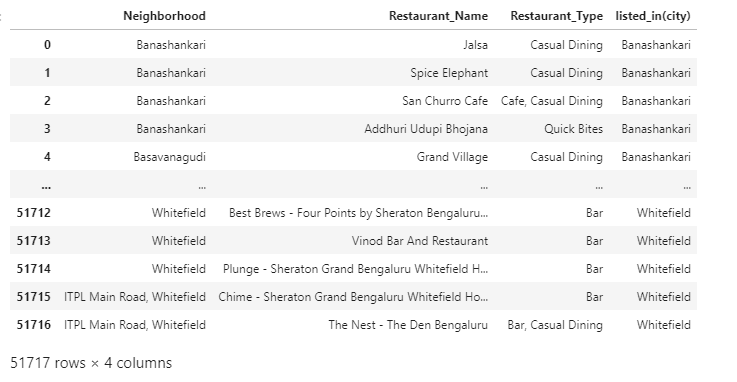 Neighborhood Restaurant_Name Restaurant_Type listed_in(city)
0 Banashankari Jalsa Casual Dining Banashankari
1 Banashankari Spice Elephant Casual Dining Banashankari
2 Banashankari San Churro Cafe Cafe, Casual Dining Banashankari
3 Banashankari Addhuri Udupi Bhojana Quick Bites Banashankari
4 Basavanagudi Grand Village Casual Dining Banashankari
... ... ... ... ...
51712 Whitefield Best Brews - Four Points by Sheraton Bengaluru... Bar Whitefield
51713 Whitefield Vinod Bar And Restaurant Bar Whitefield
51714 Whitefield Plunge - Sheraton Grand Bengaluru Whitefield H... Bar Whitefield
51715 ITPL Main Road, Whitefield Chime - Sheraton Grand Bengaluru Whitefield Ho... Bar Whitefield
51716 ITPL Main Road, Whitefield The Nest - The Den Bengaluru Bar, Casual Dining Whitefield
51717 rows × 4 columns